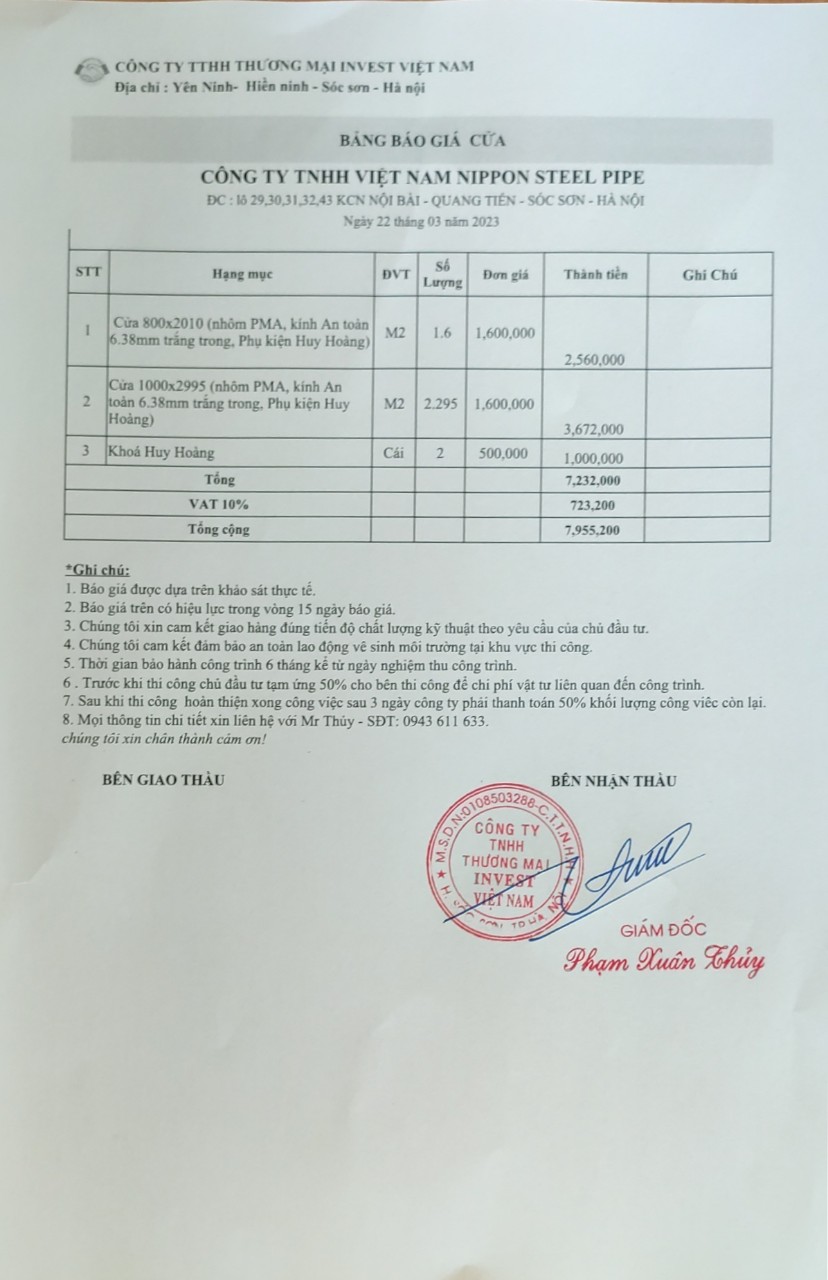 CÔNG TY TTHH THƯƠNG MẠI INVEST VIỆT NAM
Địa chỉ : Yên Ninh- Hiền ninh - Sóc sơn - Hà nội
BẢNG BÁO GIÁ CỬA
CÔNG TY TNHH VIỆT NAM NIPPON STEEL PIPE
ĐC : lô 29,30,31,32,43 KCN NỘI BÀI - QUANG TIẾN - SÓC SƠN - HÀ NỘI
Ngày 22 tháng 03 năm 2023
STT Hạng mục ĐVT Số Lượng Đơn giá Thành tiền Ghi Chú
1 Cửa 800x2010 (nhôm PMA, kính An toàn
6.38mm trắng trong, Phụ kiện Huy Hoàng) M2 1.6 1,600,000 2,560,000
2 Cửa 1000x2995 (nhôm PMA, kính An
toàn 6.38mm trắng trong, Phụ kiện Huy
Hoàng) M2 2.295 1,600,000 3,672,000
3 Khoá Huy Hoàng Cái 2 500,000 1,000,000
Tổng 7,232,000
VAT 10% 723,200
Tổng cộng 7,955,200
*Ghi chú:
1. Báo giá được dựa trên khảo sát thực tế.
2. Báo giá trên có hiệu lực trong vòng 15 ngày báo giá.
3. Chúng tôi xin cam kết giao hàng đúng tiến độ chất lượng kỹ thuật theo yêu cầu của chủ đầu tư.
4. Chúng tôi cam kết đảm bảo an toàn lao động vê sinh môi trường tại khu vực thi công.
5. Thời gian bảo hành công trình 6 tháng kể từ ngày nghiệm thu công trình.
6 . Trước khi thi công chủ đầu tư tạm ứng 50% cho bên thi công để chi phí vật tư liên quan đến công trình.
7. Sau khi thi công hoàn thiện xong công việc sau 3 ngày công ty phải thanh toán 50% khối lượng công viêc còn lại.
8. Mọi thông tin chi tiết xin liên hệ với Mr Thủy - SĐT: 0943 611 633.
chúng tôi xin chân thành cảm ơn!
BÊN GIAO THẦU BÊN NHẬN THẦU
M.S.D.N:0108503288-C.T.T.N.H.H
CÔNG TY
TNHH
THƯƠNG MẠI
INVEST
VIỆT NAM
GIÁM ĐỐC
Phạm Xuân Thủy